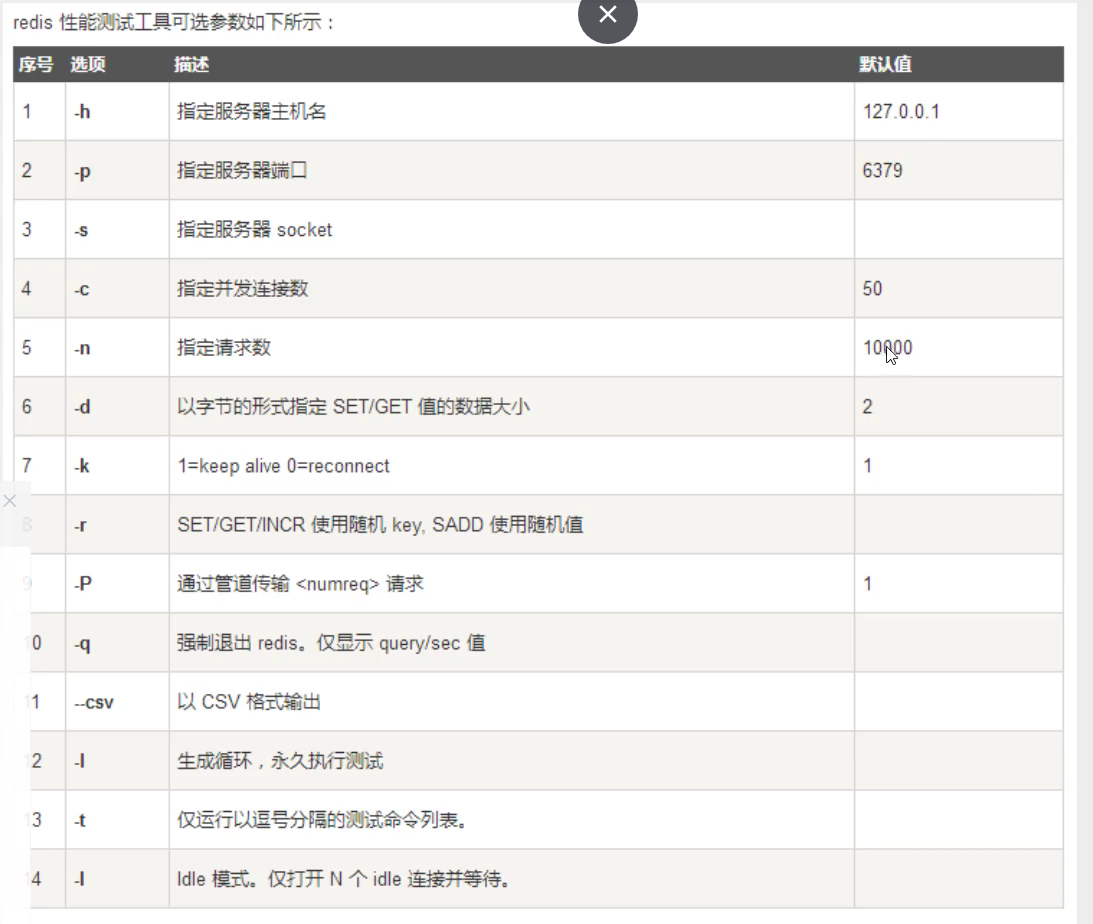 redis 性能测试工具可选参数如下所示：
序号 选项 描述 默认值
1 -h 指定服务器主机名 127.0.0.1
2 -p 指定服务器端口 6379
3 -s 指定服务器 socket
4 -c 指定并发连接数 50
5 -n 指定请求数 10000
6 -d 以字节的形式指定 SET/GET 值的数据大小 2
7 -k 1=keep alive 0=reconnect 1
8 -r SET/GET/INCR 使用随机 key, SADD 使用随机值
9 -P 通过管道传输 <numreq> 请求 1
10 -q 强制退出 redis。仅显示 query/sec 值
11 --csv 以 CSV 格式输出
12 -l 生成循环，永久执行测试
13 -t 仅运行以逗号分隔的测试命令列表。
14 -I Idle 模式。仅打开 N 个 idle 连接并等待。